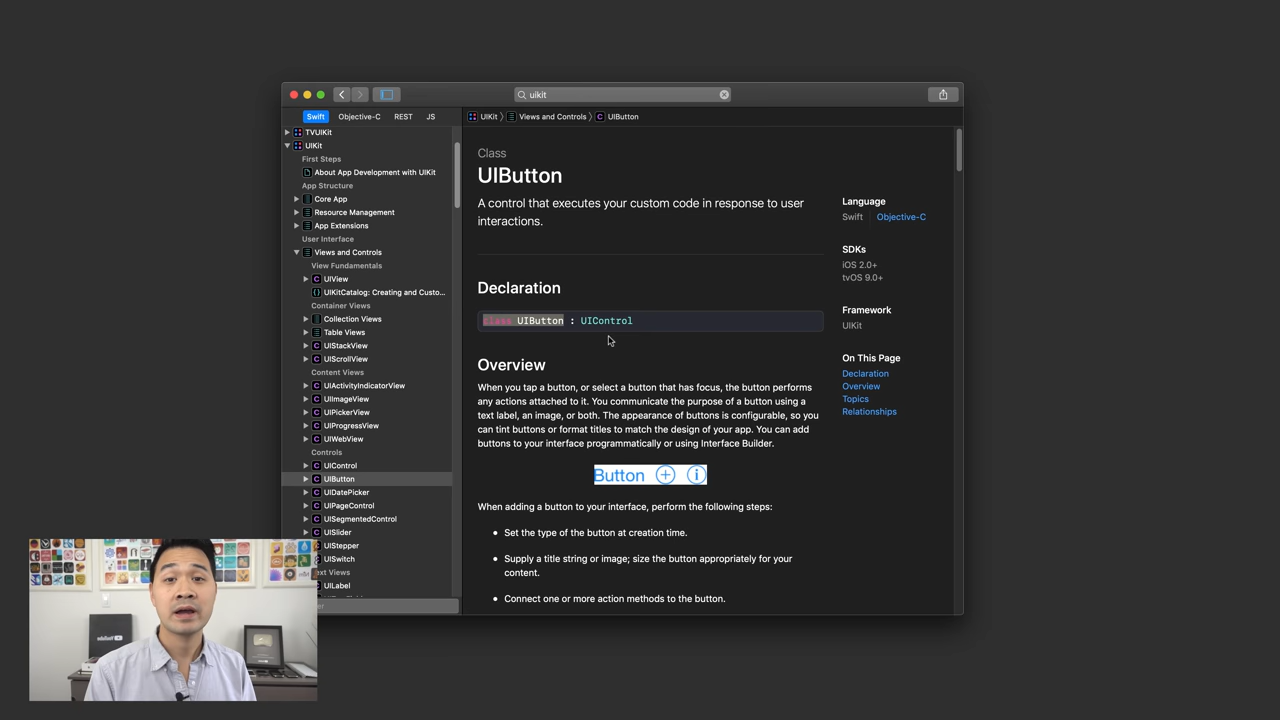 uikit
Swift
Objective-C
REST
JS
UIKit
Views and Controls
UIButton
TVUIKit
UIKit
First Steps
About App Development with UIKit
App Structure
Core App
Resource Management
App Extensions
User Interface
Views and Controls
View Fundamentals
UIView
UIKitCatalog: Creating and Custo...
Container Views
Collection Views
Table Views
UIStackView
UIScrollView
Content Views
UIActivityIndicatorView
UIImageView
UIPickerView
UIProgressView
UIWebView
Controls
UIControl
UIButton
UIDatePicker
UIPageControl
UISegmentedControl
UISlider
UIStepper
UISwitch
Views
UILabel
Class
UIButton
A control that executes your custom code in response to user
interactions.
Declaration
class UIButton : UIControl
Overview
When you tap a button, or select a button that has focus, the button performs
any actions attached to it. You communicate the purpose of a button using a
text label, an image, or both. The appearance of buttons is configurable, so you
can tint buttons or format titles to match the design of your app. You can add
buttons to your interface programmatically or using Interface Builder.
Button
When adding a button to your interface, perform the following steps:
Set the type of the button at creation time.
Supply a title string or image; size the button appropriately for your
content.
Connect one or more action methods to the button.
Language
Swift
Objective-C
SDKs
iOS 2.0+
tvOS 9.0+
Framework
UIKit
On This Page
Declaration
Overview
Topics
Relationships